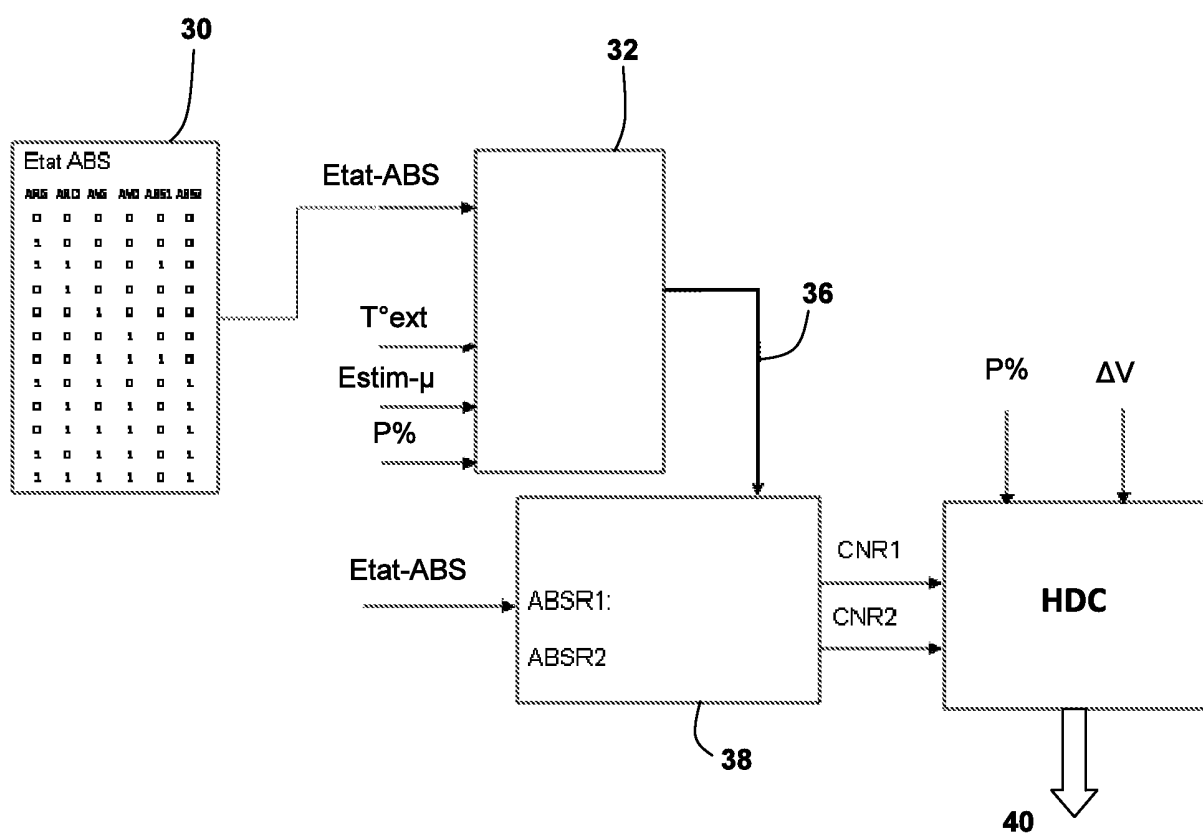 30
32
Etat ABS
ARG ARD AVG AVD ABS1 ABS2
0 0 0 0 0 0
1 0 0 0 0 0
1 1 0 0 1 0
0 1 0 0 0 0
0 0 1 0 0 0
0 0 0 1 0 0
0 0 1 1 1 0
1 0 1 0 0 1
0 1 0 1 0 1
0 1 1 1 0 1
1 0 1 1 0 1
1 1 1 1 0 1
Etat-ABS
T°ext
Estim-µ
P%
36
P% ΔV
Etat-ABS
ABSR1:
ABSR2
CNR1
CNR2
HDC
38
40